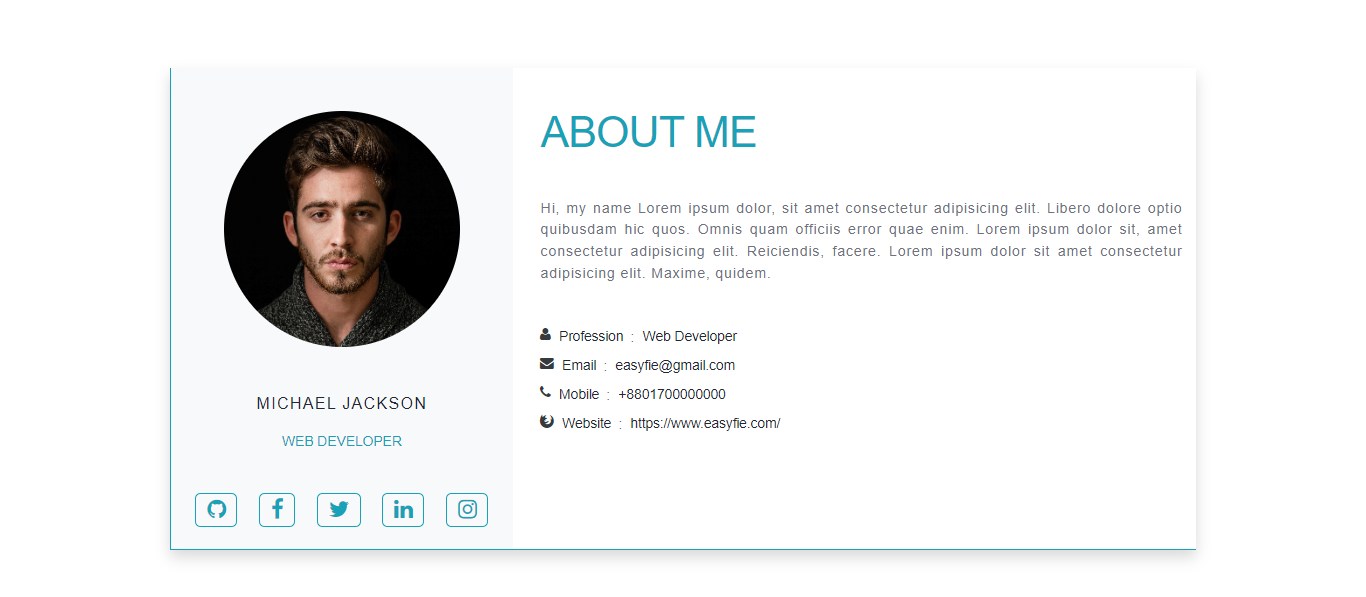 MICHAEL JACKSON
WEB DEVELOPER
ABOUT ME
Hi, my name Lorem ipsum dolor, sit amet consectetur adipisicing elit. Libero dolore optio
quibusdam hic quos. Omnis quam officiis error quae enim. Lorem ipsum dolor sit, amet
consectetur adipisicing elit. Reiciendis, facere. Lorem ipsum dolor sit amet consectetur
adipisicing elit. Maxime, quidem.
Profession : Web Developer
Email : easyfie@gmail.com
Mobile : +8801700000000
Website : https://www.easyfie.com/